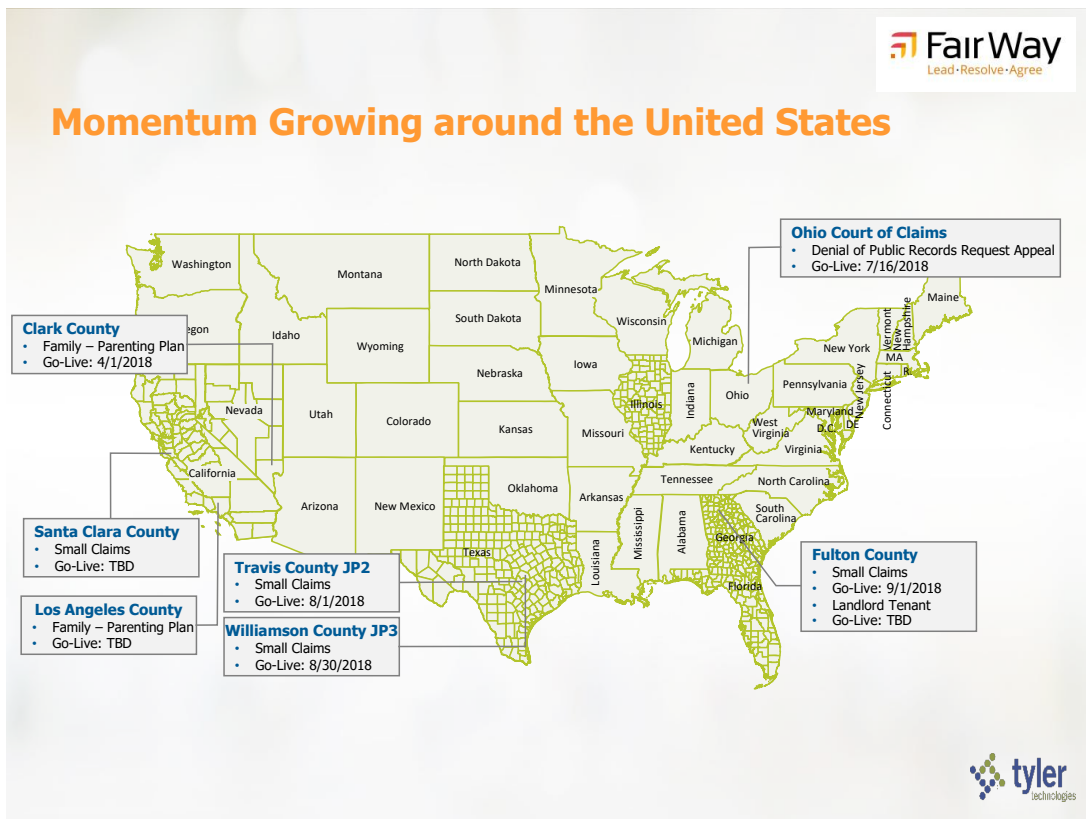 FairWay
Lead·Resolve·Agree
Momentum Growing around the United States
Ohio Court of Claims
• Denial of Public Records Request Appeal
• Go-Live: 7/16/2018
Clark County
• Family – Parenting Plan
• Go-Live: 4/1/2018
Santa Clara County
• Small Claims
• Go-Live: TBD
Los Angeles County
• Family – Parenting Plan
• Go-Live: TBD
Travis County JP2
• Small Claims
• Go-Live: 8/1/2018
Williamson County JP3
• Small Claims
• Go-Live: 8/30/2018
Fulton County
• Small Claims
• Go-Live: 9/1/2018
• Landlord Tenant
• Go-Live: TBD
Washington
Montana
North Dakota
Minnesota
Maine
egon
Idaho
South Dakota
Wisconsin
Michigan
Vermont
New
Hampshire
Wyoming
New York
MA
R.
Iowa
Nebraska
Pennsylvania
New Jersey
Connecticut
Nevada
Utah
Colorado
Kansas
Illinois
Indiana
Ohio
Maryland
DE
D.C.
West
Virginia
Virginia
Missouri
Kentucky
California
Arizona
New Mexico
Oklahoma
Arkansas
Tennessee
North Carolina
South
Carolina
Texas
Louisiana
Mississippi
Alabama
Georgia
Florida
tyler
technologies